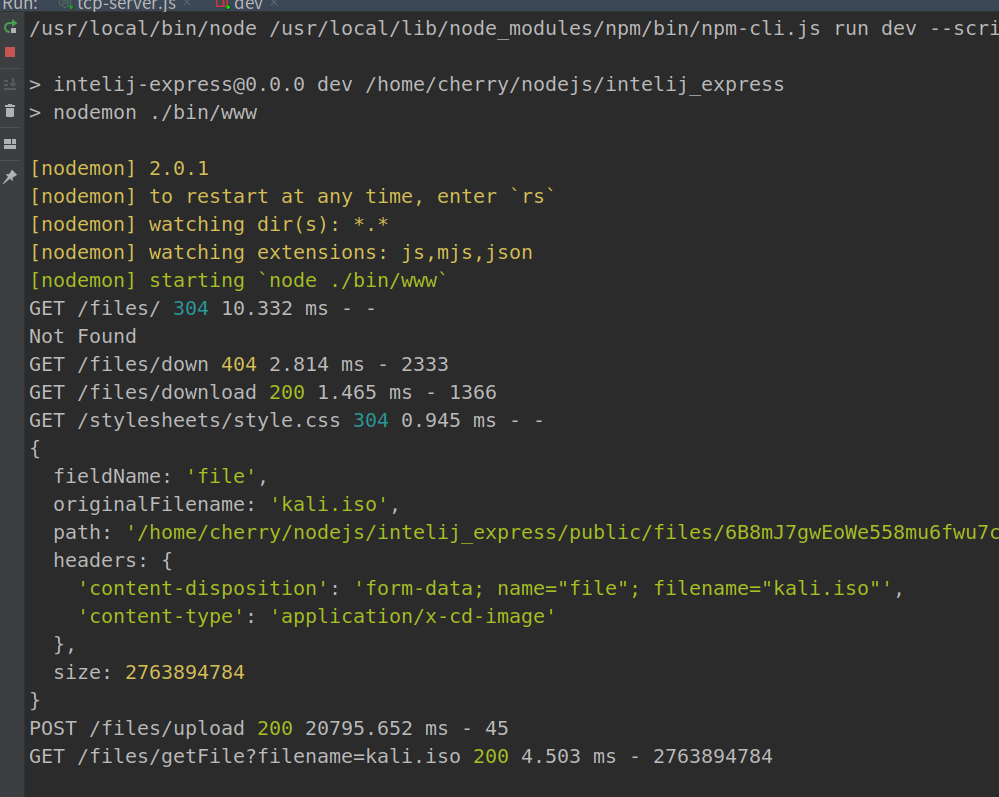 Run: tcp-server.js × dev ×
/usr/local/bin/node /usr/local/lib/node_modules/npm/bin/npm-cli.js run dev --scri
> intelij-express@0.0.0 dev /home/cherry/nodejs/intelij_express
> nodemon ./bin/www
[nodemon] 2.0.1
[nodemon] to restart at any time, enter `rs`
[nodemon] watching dir(s): *.*
[nodemon] watching extensions: js,mjs,json
[nodemon] starting `node ./bin/www`
GET /files/ 304 10.332 ms - -
Not Found
GET /files/down 404 2.814 ms - 2333
GET /files/download 200 1.465 ms - 1366
GET /stylesheets/style.css 304 0.945 ms - -
{
  fieldName: 'file',
  originalFilename: 'kali.iso',
  path: '/home/cherry/nodejs/intelij_express/public/files/6B8mJ7gwEoWe558mu6fwu7c
  headers: {
    'content-disposition': 'form-data; name="file"; filename="kali.iso"',
    'content-type': 'application/x-cd-image'
  },
  size: 2763894784
}
POST /files/upload 200 20795.652 ms - 45
GET /files/getFile?filename=kali.iso 200 4.503 ms - 2763894784